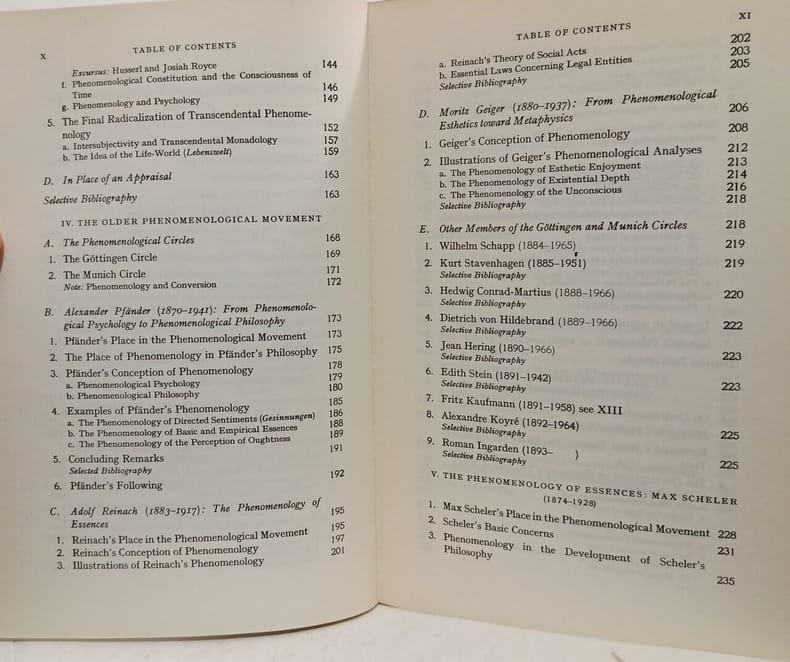 X
TABLE OF CONTENTS
Excursus: Husserl and Josiah Royce 144
f. Phenomenological Constitution and the Consciousness of
Time 146
g. Phenomenology and Psychology 149
5. The Final Radicalization of Transcendental Phenome-
nology 152
a. Intersubjectivity and Transcendental Monadology 157
b. The Idea of the Life-World (Lebenswelt) 159
D. In Place of an Appraisal 163
Selective Bibliography 163
IV. THE OLDER PHENOMENOLOGICAL MOVEMENT
A. The Phenomenological Circles 168
1. The Göttingen Circle 169
2. The Munich Circle 171
Note: Phenomenology and Conversion 172
B. Alexander Pfänder (1870–1941): From Phenomenolo-
gical Psychology to Phenomenological Philosophy 173
1. Pfänder's Place in the Phenomenological Movement 173
2. The Place of Phenomenology in Pfänder's Philosophy 175
3. Pfänder's Conception of Phenomenology 178
a. Phenomenological Psychology 179
b. Phenomenological Philosophy 180
4. Examples of Pfänder's Phenomenology 185
a. The Phenomenology of Directed Sentiments (Gesinnungen) 186
b. The Phenomenology of Basic and Empirical Essences 188
c. The Phenomenology of the Perception of Oughtness 189
5. Concluding Remarks 191
Selected Bibliography
6. Pfänder's Following 192
C. Adolf Reinach (1883–1917): The Phenomenology of
Essences 195
1. Reinach's Place in the Phenomenological Movement 195
2. Reinach's Conception of Phenomenology 197
3. Illustrations of Reinach's Phenomenology 201
XI
TABLE OF CONTENTS
a. Reinach's Theory of Social Acts 202
b. Essential Laws Concerning Legal Entities 203
Selective Bibliography 205
D. Moritz Geiger (1880–1937): From Phenomenological
Esthetics toward Metaphysics 206
1. Geiger's Conception of Phenomenology 208
2. Illustrations of Geiger's Phenomenological Analyses 212
a. The Phenomenology of Esthetic Enjoyment 213
b. The Phenomenology of Existential Depth 214
c. The Phenomenology of the Unconscious 216
Selective Bibliography 218
E. Other Members of the Göttingen and Munich Circles 218
1. Wilhelm Schapp (1884–1965) 219
2. Kurt Stavenhagen (1885–1951) 219
Selective Bibliography
3. Hedwig Conrad-Martius (1888–1966) 220
Selective Bibliography
4. Dietrich von Hildebrand (1889–1966) 222
Selective Bibliography
5. Jean Hering (1890–1966) 223
Selective Bibliography
6. Edith Stein (1891–1942) 223
Selective Bibliography
7. Fritz Kaufmann (1891–1958) see XIII
8. Alexandre Koyré (1892–1964) 225
Selective Bibliography
9. Roman Ingarden (1893– ) 225
Selective Bibliography
V. THE PHENOMENOLOGY OF ESSENCES: MAX SCHELER
(1874–1928)
1. Max Scheler's Place in the Phenomenological Movement 228
2. Scheler's Basic Concerns 231
3. Phenomenology in the Development of Scheler's
Philosophy 235